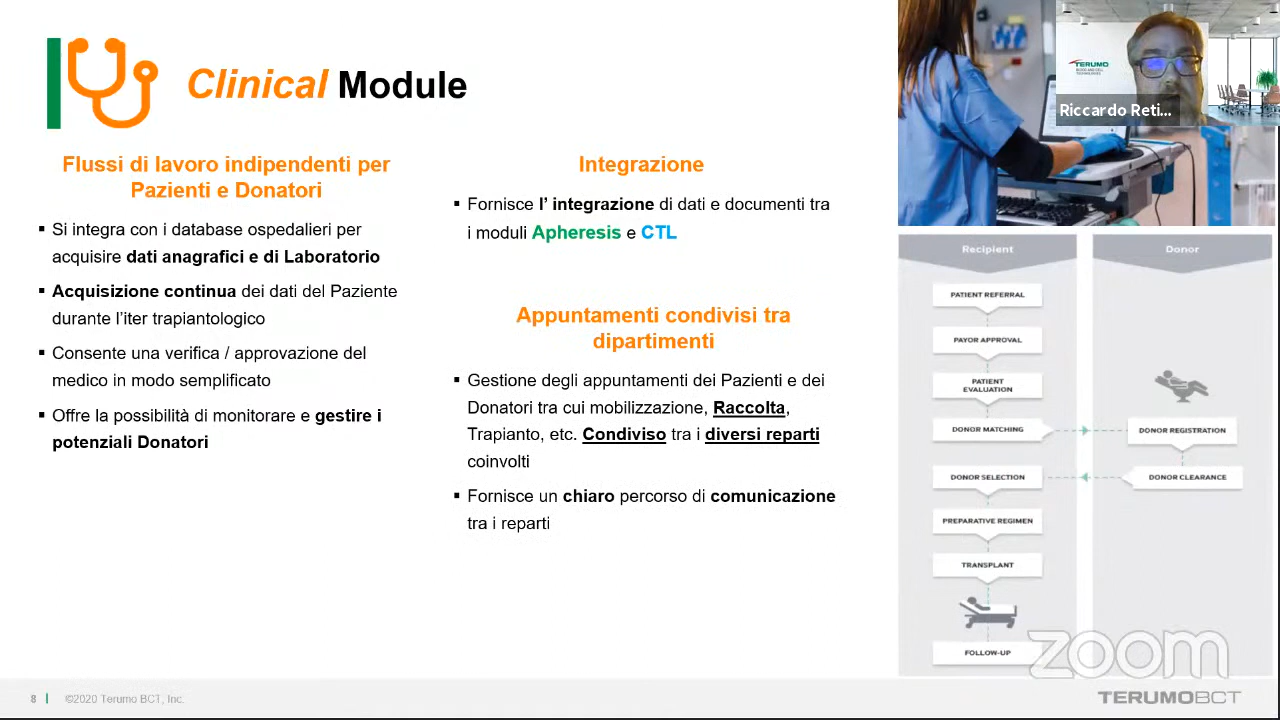 Clinical Module
Flussi di lavoro indipendenti per
Pazienti e Donatori
▪ Si integra con i database ospedalieri per
acquisire dati anagrafici e di Laboratorio
▪ Acquisizione continua dei dati del Paziente
durante l'iter trapiantologico
▪ Consente una verifica / approvazione del
medico in modo semplificato
▪ Offre la possibilità di monitorare e gestire i
potenziali Donatori
Integrazione
▪ Fornisce l' integrazione di dati e documenti tra
i moduli Apheresis e CTL
Appuntamenti condivisi tra
dipartimenti
▪ Gestione degli appuntamenti dei Pazienti e dei
Donatori tra cui mobilizzazione, Raccolta,
Trapianto, etc. Condiviso tra i diversi reparti
coinvolti
▪ Fornisce un chiaro percorso di comunicazione
tra i reparti
TERUMO
BLOOD AND CELL
TECHNOLOGIES
Riccardo Reti...
Recipient
PATIENT REFERRAL
PAYOR APPROVAL
PATIENT
EVALUATION
DONOR MATCHING
DONOR SELECTION
PREPARATIVE REGIMEN
TRANSPLANT
FOLLOW-UP
Donor
DONOR REGISTRATION
DONOR CLEARANCE
zoom
8 | ©2020 Terumo BCT, Inc.
TERUMOBCT